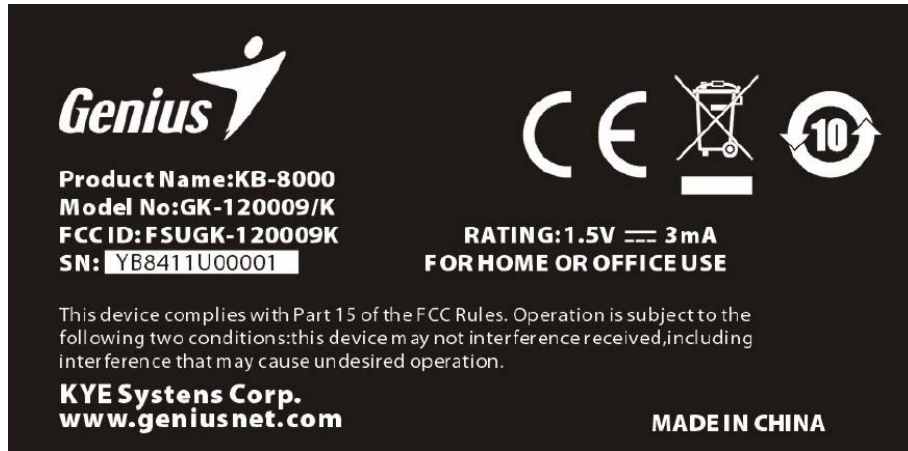 Genius
10
Product Name:KB-8000
Model No:GK-120009/K
FCC ID: FSUGK-120009K
SN: YB8411U00001
RATING:1.5V ⎓ 3mA
FOR HOME OR OFFICE USE
This device complies with Part 15 of the FCC Rules. Operation is subject to the
following two conditions:this device may not interference received,including
interference that may cause undesired operation.
KYE Systens Corp.
www.geniusnet.com
MADE IN CHINA